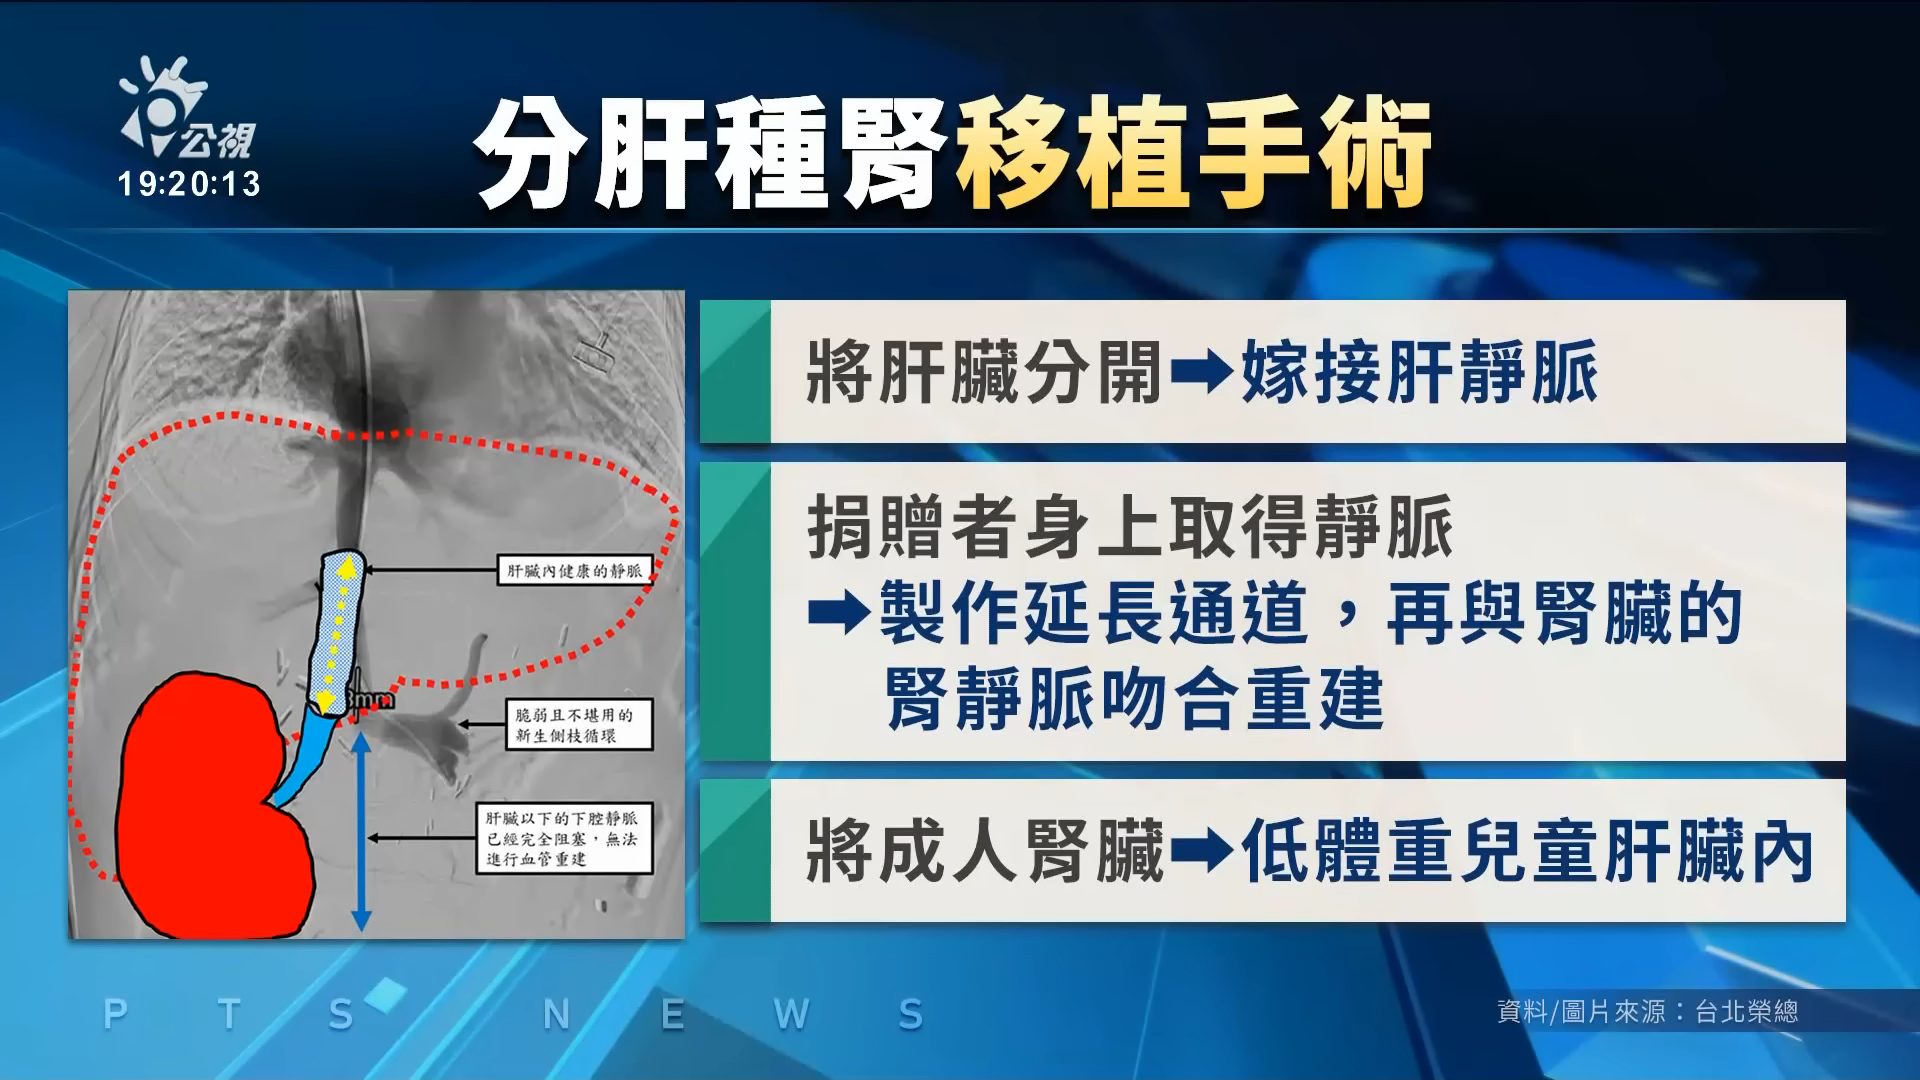 公視
19:20:13
分肝種腎移植手術
將肝臟分開➡嫁接肝靜脈
捐贈者身上取得靜脈
➡製作延長通道，再與腎臟的
腎靜脈吻合重建
將成人腎臟➡低體重兒童肝臟內
肝臟內健康的靜脈
3mm
脆弱且不堪用的
新生側枝循環
肝臟以下的下腔靜脈
已經完全阻塞，無法
進行血管重建
PTS NEWS
資料/圖片來源：台北榮總